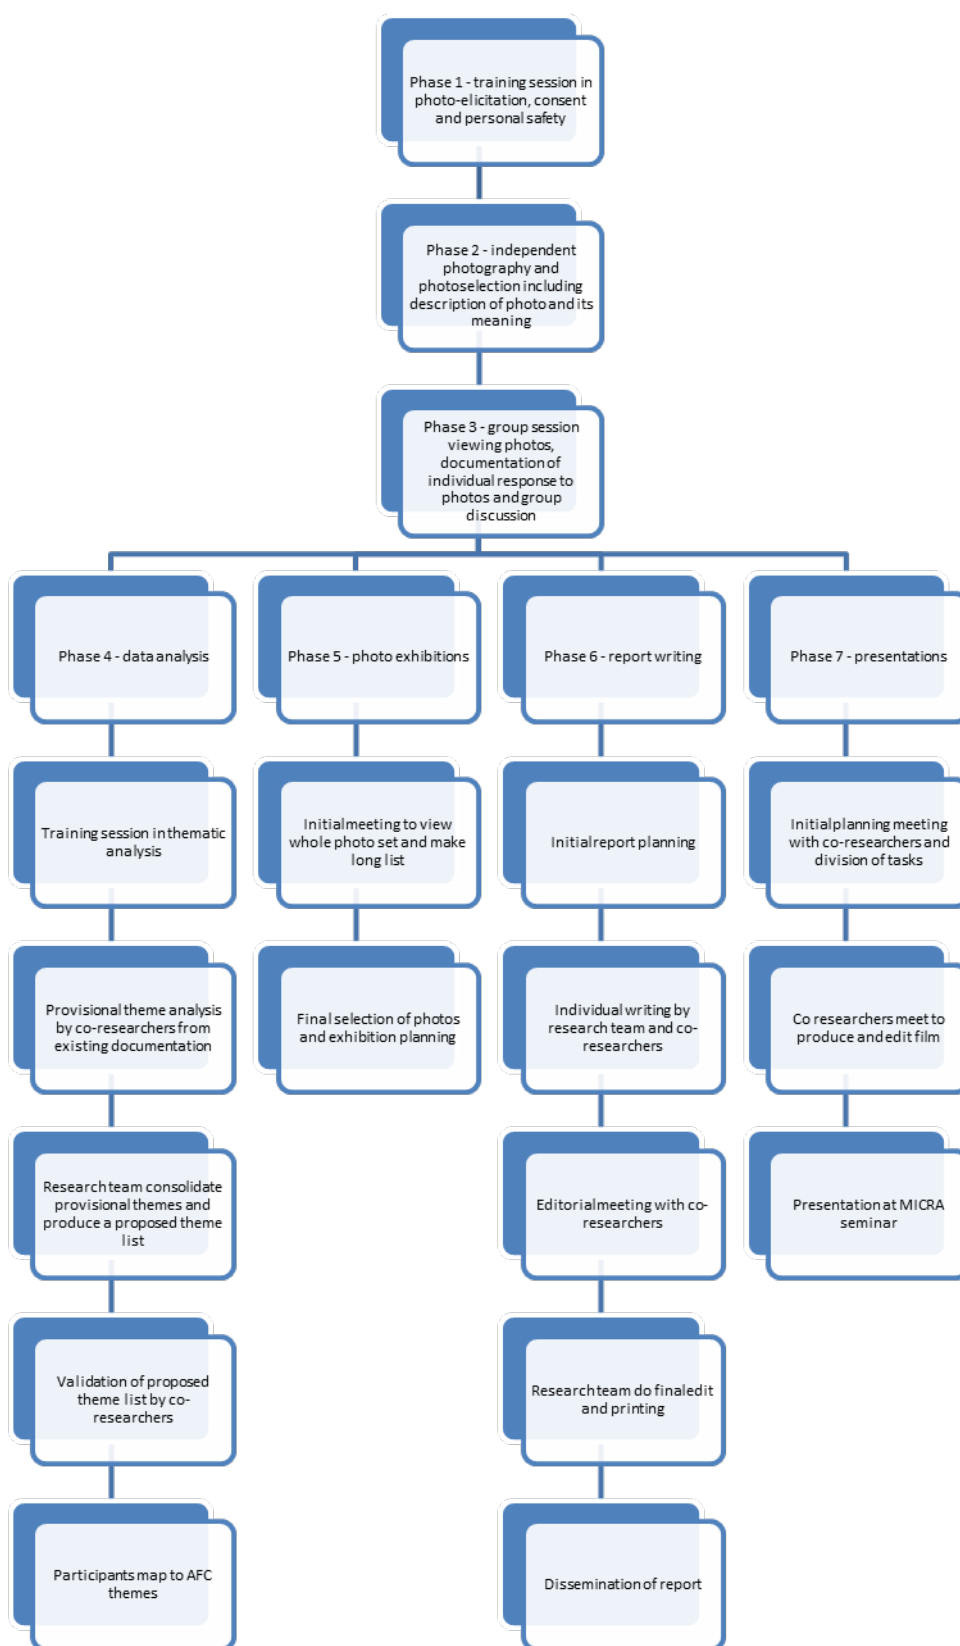 Phase 1 - training session in
photo-elicitation, consent
and personal safety
Phase 2 - independent
photography and
photoselection including
description of photo and its
meaning
Phase 3 - group session
viewing photos,
documentation of
individual response to
photos and group
discussion
Phase 4 - data analysis
Phase 5 - photo exhibitions
Phase 6 - report writing
Phase 7 - presentations
Training session in thematic
analysis
Initial meeting to view
whole photo set and make
long list
Initial report planning
Initial planning meeting
with co-researchers and
division of tasks
Provisional theme analysis
by co-researchers from
existing documentation
Final selection of photos
and exhibition planning
Individual writing by
research team and co-
researchers
Co researchers meet to
produce and edit film
Research team consolidate
provisional themes and
produce a proposed theme
list
Editorial meeting with co-
researchers
Presentation at MICRA
seminar
Validation of proposed
theme list by co-
researchers
Research team do final edit
and printing
Participants map to AFC
themes
Dissemination of report